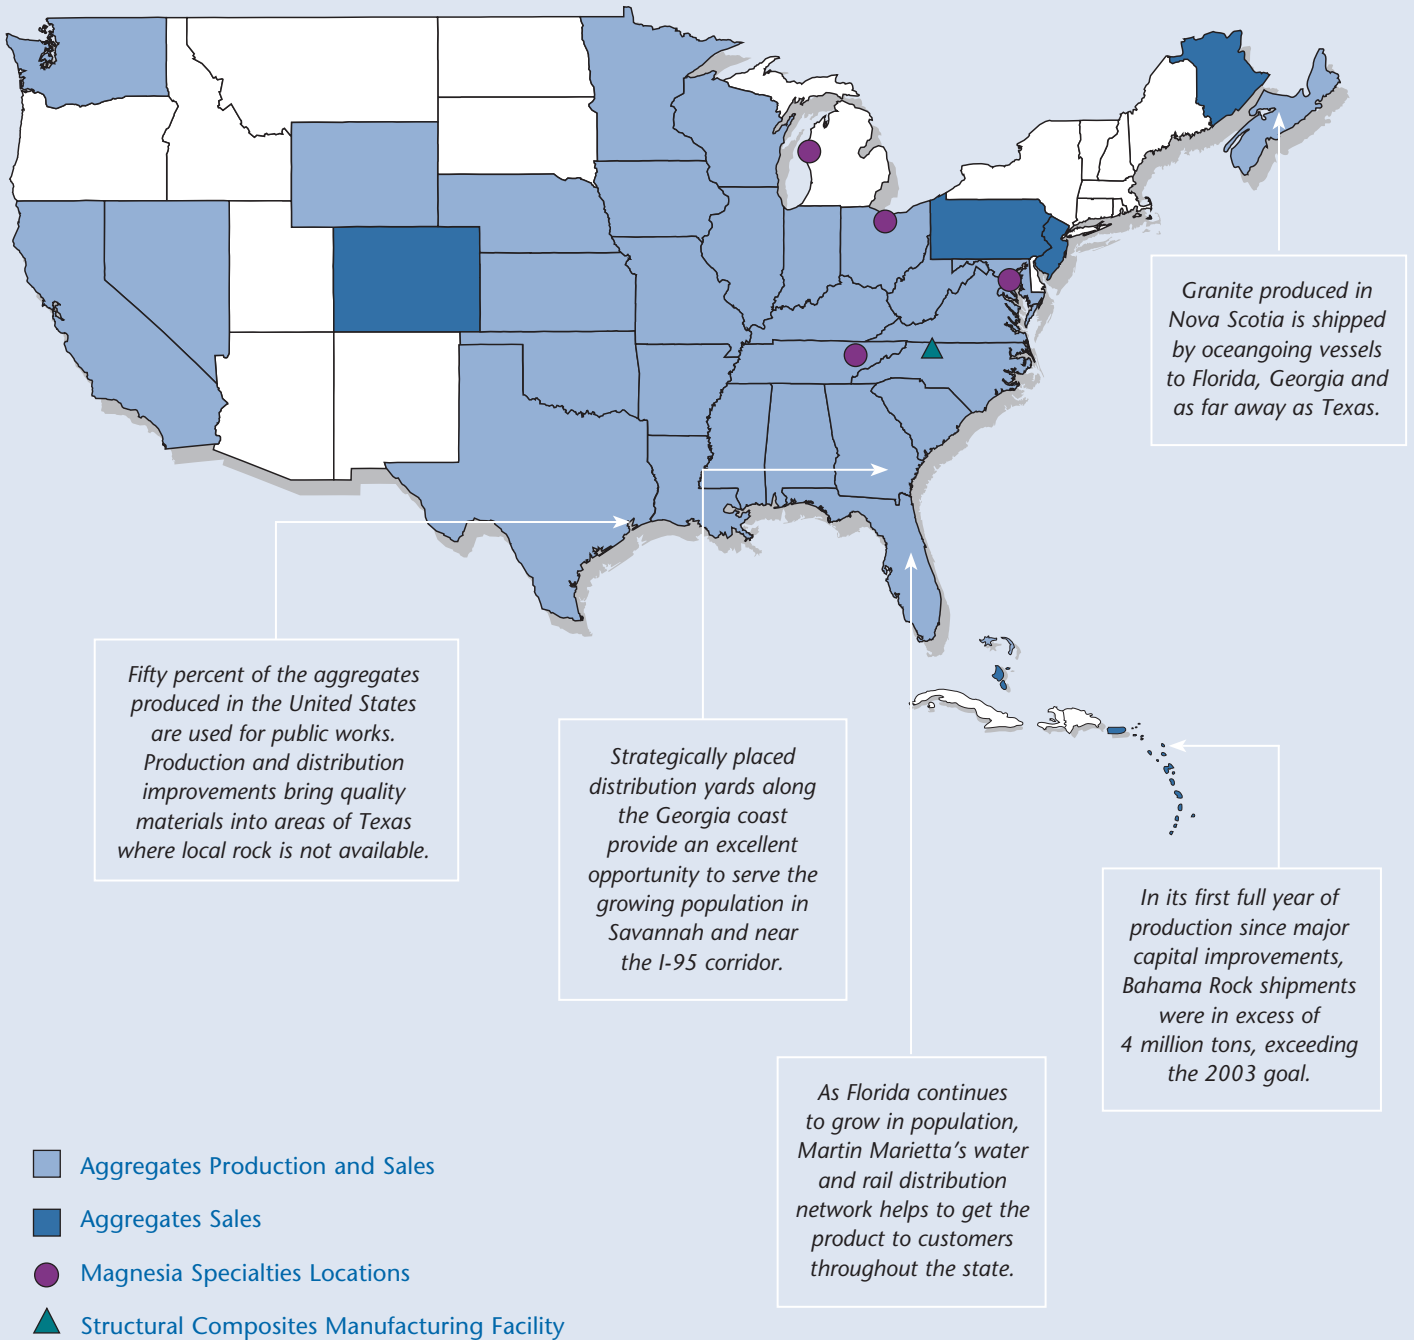 Granite produced in
Nova Scotia is shipped
by oceangoing vessels
to Florida, Georgia and
as far away as Texas.
Fifty percent of the aggregates
produced in the United States
are used for public works.
Production and distribution
improvements bring quality
materials into areas of Texas
where local rock is not available.
Strategically placed
distribution yards along
the Georgia coast
provide an excellent
opportunity to serve the
growing population in
Savannah and near
the I-95 corridor.
In its first full year of
production since major
capital improvements,
Bahama Rock shipments
were in excess of
4 million tons, exceeding
the 2003 goal.
As Florida continues
to grow in population,
Martin Marietta’s water
and rail distribution
network helps to get the
product to customers
throughout the state.
Aggregates Production and Sales
Aggregates Sales
Magnesia Specialties Locations
Structural Composites Manufacturing Facility